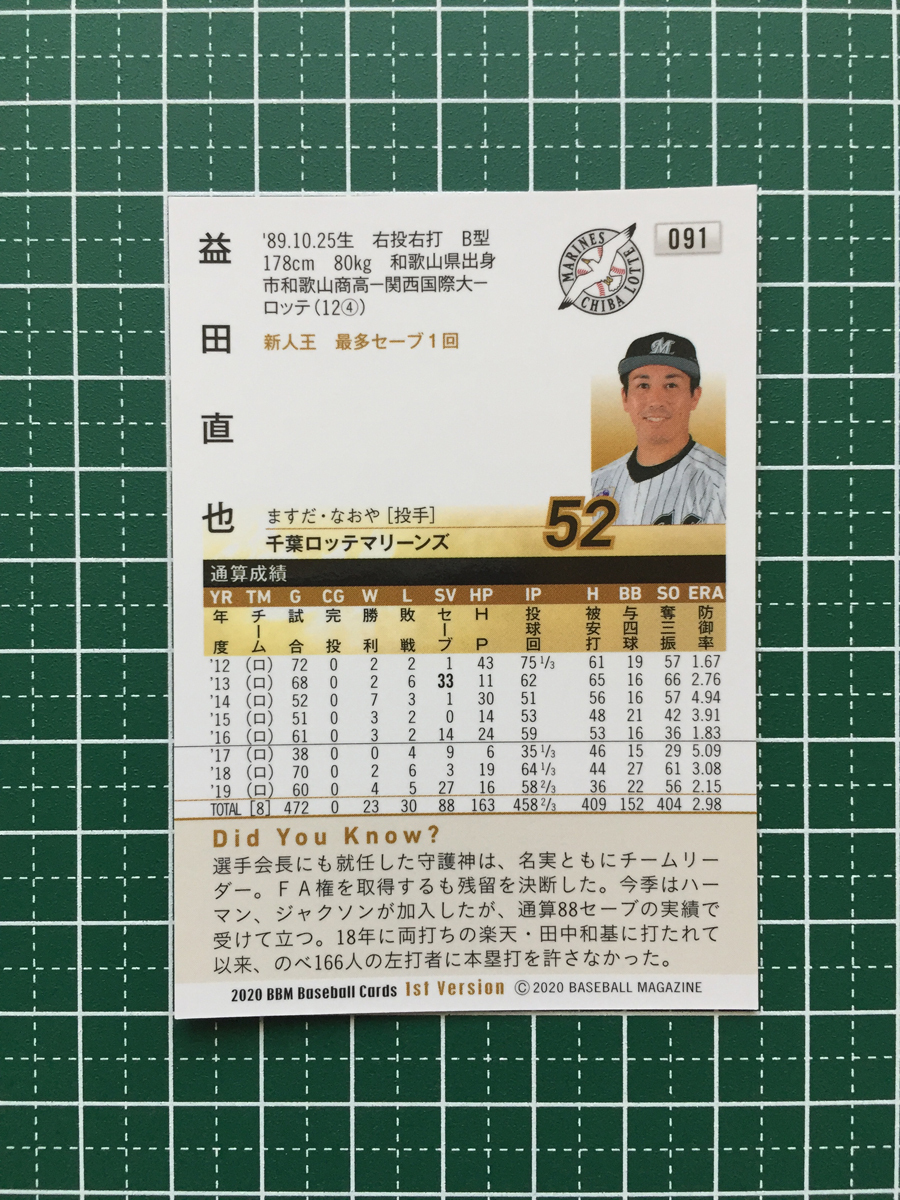 益田直也
'89.10.25生 右投右打 B型
178cm 80kg 和歌山県出身
市和歌山商高ー関西国際大ー
ロッテ(12④)
新人王 最多セーブ1回
MARINES
CHIBA LOTTE
091
M
ますだ・なおや [投手]
千葉ロッテマリーンズ
52
通算成績
YR TM G CG W L SV HP IP H BB SO ERA
年度 チーム 試合 完投 勝利 敗戦 セーブ HP 投球回 被安打 与四球 奪三振 防御率
'12 (ロ) 72 0 2 2 1 43 75 1/3 61 19 57 1.67
'13 (ロ) 68 0 2 6 33 11 62 65 16 66 2.76
'14 (ロ) 52 0 7 3 1 30 51 56 16 57 4.94
'15 (ロ) 51 0 3 2 0 14 53 48 21 42 3.91
'16 (ロ) 61 0 3 2 14 24 59 53 16 36 1.83
'17 (ロ) 38 0 0 4 9 6 35 1/3 46 15 29 5.09
'18 (ロ) 70 0 2 6 3 19 64 1/3 44 27 61 3.08
'19 (ロ) 60 0 4 5 27 16 58 2/3 36 22 56 2.15
TOTAL [8] 472 0 23 30 88 163 458 2/3 409 152 404 2.98
Did You Know?
選手会長にも就任した守護神は、名実ともにチームリー
ダー。FA権を取得するも残留を決断した。今季はハー
マン、ジャクソンが加入したが、通算88セーブの実績で
受けて立つ。18年に両打ちの楽天・田中和基に打たれて
以来、のべ166人の左打者に本塁打を許さなかった。
2020 BBM Baseball Cards 1st Version ©2020 BASEBALL MAGAZINE